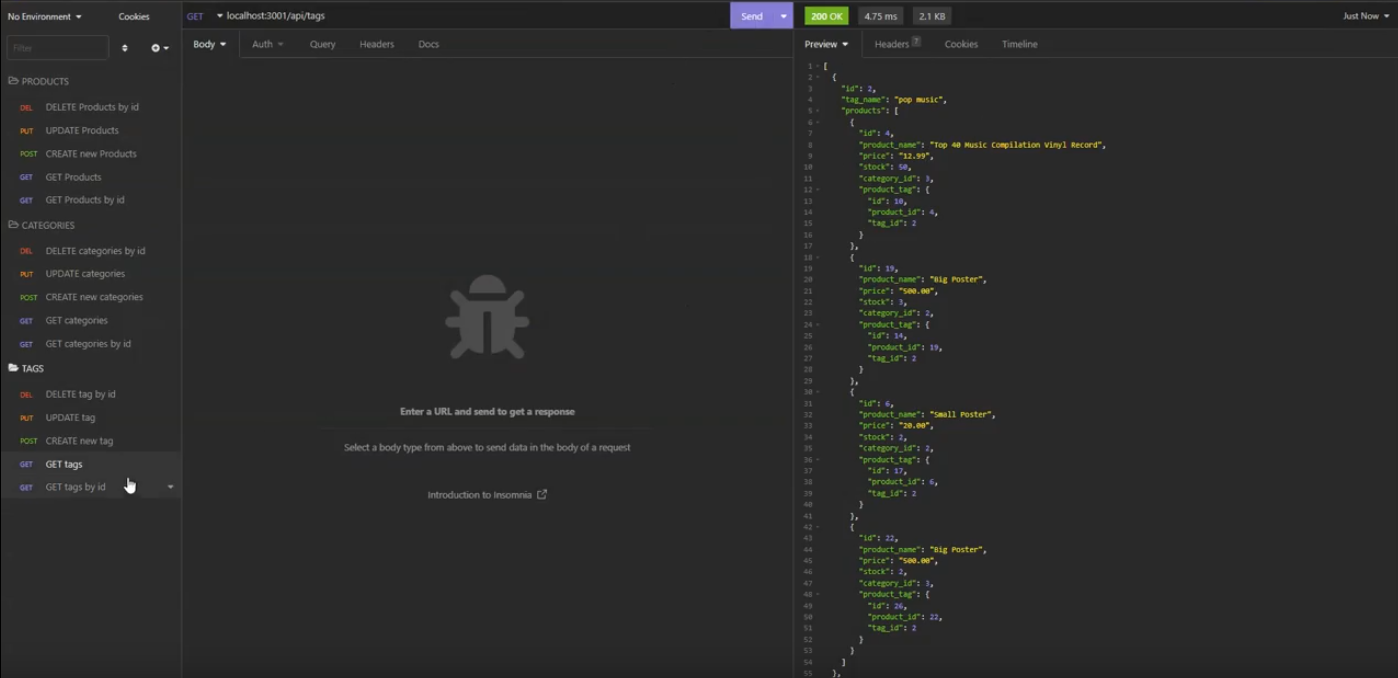 No Environment Cookies
Filter
PRODUCTS
DEL DELETE Products by id
PUT UPDATE Products
POST CREATE new Products
GET GET Products
GET GET Products by id
CATEGORIES
DEL DELETE categories by id
PUT UPDATE categories
POST CREATE new categories
GET GET categories
GET GET categories by id
TAGS
DEL DELETE tag by id
PUT UPDATE tag
POST CREATE new tag
GET GET tags
GET GET tags by id
GET localhost:3001/api/tags Send
Body Auth Query Headers Docs
Enter a URL and send to get a response
Select a body type from above to send data in the body of a request
Introduction to Insomnia
200 OK 4.75 ms 2.1 KB Just Now
Preview Headers 7 Cookies Timeline
1 [
2 {
3 "id": 2,
4 "tag_name": "pop music",
5 "products": [
6 {
7 "id": 4,
8 "product_name": "Top 40 Music Compilation Vinyl Record",
9 "price": "12.99",
10 "stock": 50,
11 "category_id": 3,
12 "product_tag": {
13 "id": 10,
14 "product_id": 4,
15 "tag_id": 2
16 }
17 },
18 {
19 "id": 19,
20 "product_name": "Big Poster",
21 "price": "500.00",
22 "stock": 3,
23 "category_id": 2,
24 "product_tag": {
25 "id": 14,
26 "product_id": 19,
27 "tag_id": 2
28 }
29 },
30 {
31 "id": 6,
32 "product_name": "Small Poster",
33 "price": "20.00",
34 "stock": 2,
35 "category_id": 2,
36 "product_tag": {
37 "id": 17,
38 "product_id": 6,
39 "tag_id": 2
40 }
41 },
42 {
43 "id": 22,
44 "product_name": "Big Poster",
45 "price": "500.00",
46 "stock": 2,
47 "category_id": 3,
48 "product_tag": {
49 "id": 26,
50 "product_id": 22,
51 "tag_id": 2
52 }
53 }
54 ]
55 },